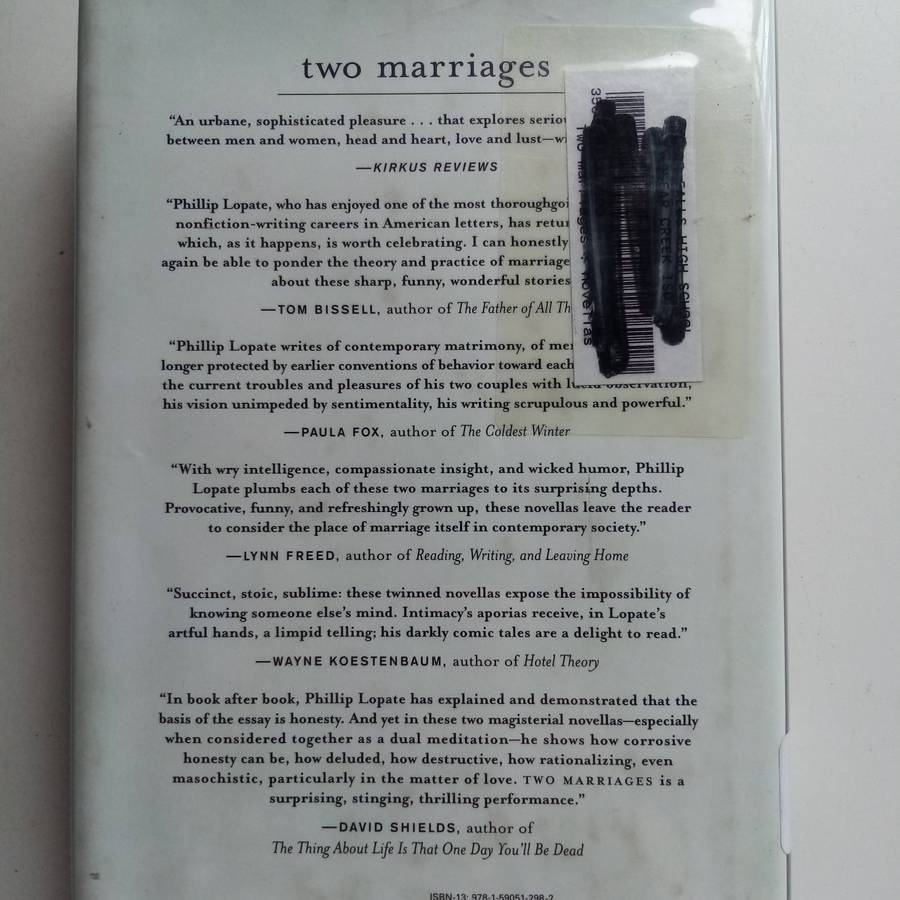 two marriages
“An urbane, sophisticated pleasure . . . that explores
between men and women, head and heart, love and lust—
—KIRKUS REVIEWS
“Phillip Lopate, who has enjoyed one of the most
nonfiction-writing careers in American letters, has
which, as it happens, is worth celebrating. I can honestly
again be able to ponder the theory and practice of marriage
about these sharp, funny, wonderful stories
—TOM BISSELL, author of The Father of All
“Phillip Lopate writes of contemporary matrimony, of
longer protected by earlier conventions of behavior toward each
the current troubles and pleasures of his two couples with lucid observation,
his vision unimpeded by sentimentality, his writing scrupulous and powerful.”
—PAULA FOX, author of The Coldest Winter
“With wry intelligence, compassionate insight, and wicked humor, Phillip
Lopate plumbs each of these two marriages to its surprising depths.
Provocative, funny, and refreshingly grown up, these novellas leave the reader
to consider the place of marriage itself in contemporary society.”
—LYNN FREED, author of Reading, Writing, and Leaving Home
“Succinct, stoic, sublime: these twinned novellas expose the impossibility of
knowing someone else’s mind. Intimacy’s aporias receive, in Lopate’s
artful hands, a limpid telling; his darkly comic tales are a delight to read.”
—WAYNE KOESTENBAUM, author of Hotel Theory
“In book after book, Phillip Lopate has explained and demonstrated that the
basis of the essay is honesty. And yet in these two magisterial novellas—especially
when considered together as a dual meditation—he shows how corrosive
honesty can be, how deluded, how destructive, how rationalizing, even
masochistic, particularly in the matter of love. TWO MARRIAGES is a
surprising, stinging, thrilling performance.”
—DAVID SHIELDS, author of
The Thing About Life Is That One Day You’ll Be Dead
ISBN-13: 978-1-59051-298-2
HIGH SCHOOL
CREEK ISD
Two marriages : novellas